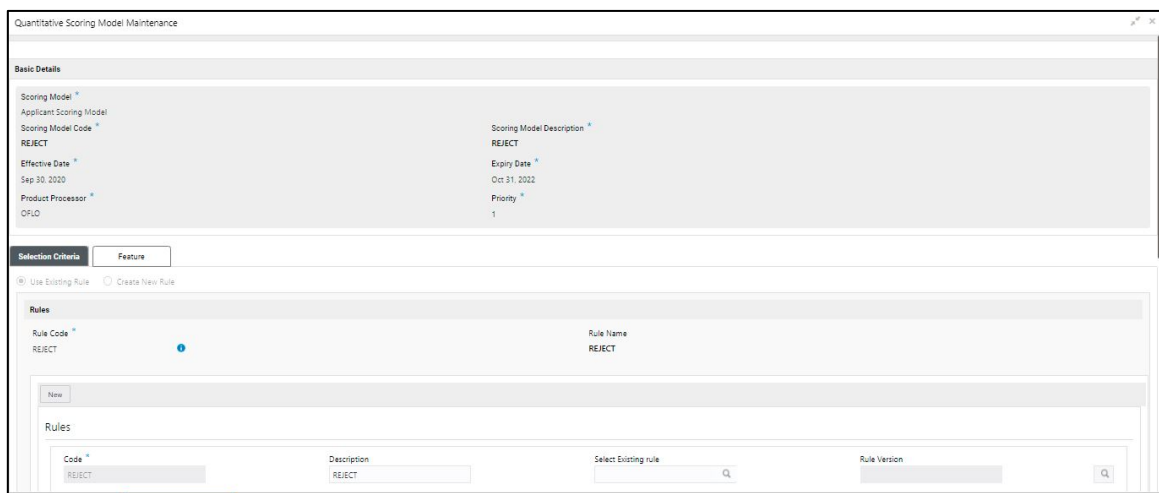 Quantitative Scoring Model Maintenance
Basic Details
Scoring Model *
Applicant Scoring Model
Scoring Model Code * Scoring Model Description *
REJECT REJECT
Effective Date * Expiry Date *
Sep 30, 2020 Oct 31, 2022
Product Processor * Priority *
OFLO 1
Selection Criteria Feature
Use Existing Rule Create New Rule
Rules
Rule Code * Rule Name
REJECT REJECT
New
Rules
Code * Description Select Existing rule Rule Version
REJECT REJECT